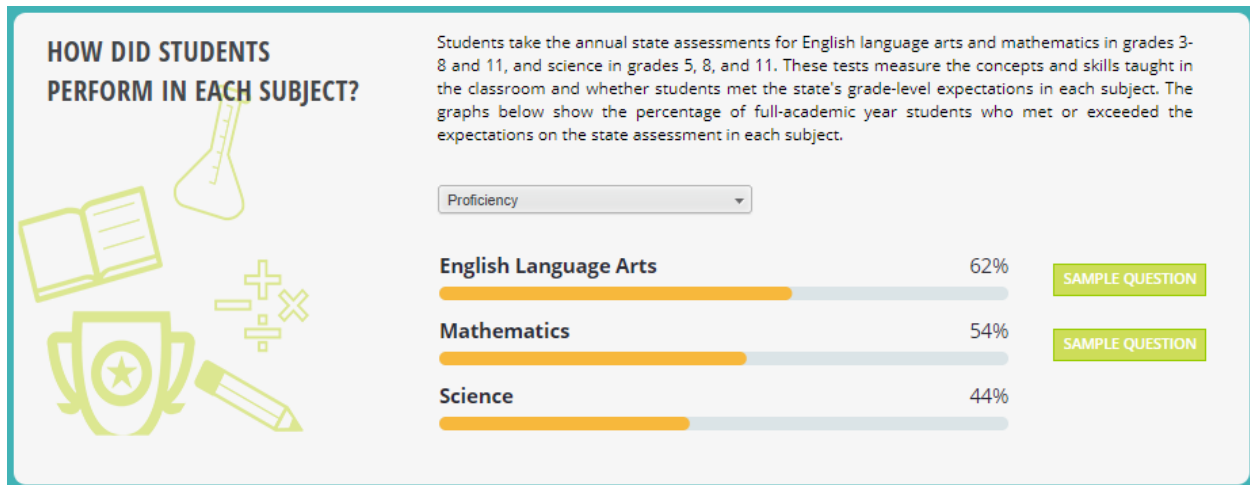 HOW DID STUDENTS
PERFORM IN EACH SUBJECT?
Students take the annual state assessments for English language arts and mathematics in grades 3-
8 and 11, and science in grades 5, 8, and 11. These tests measure the concepts and skills taught in
the classroom and whether students met the state's grade-level expectations in each subject. The
graphs below show the percentage of full-academic year students who met or exceeded the
expectations on the state assessment in each subject.
Proficiency
English Language Arts 62% SAMPLE QUESTION
Mathematics 54% SAMPLE QUESTION
Science 44%